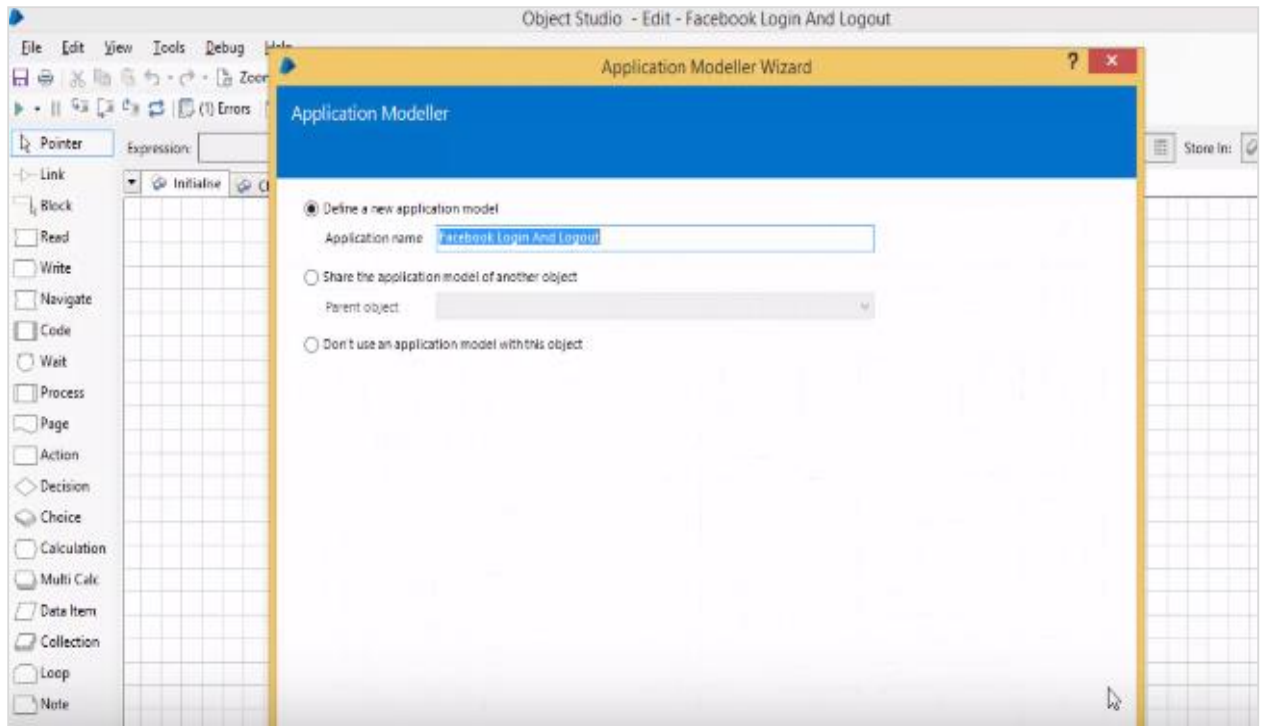 Object Studio - Edit - Facebook Login And Logout
File Edit View Tools Debug Help
Application Modeller Wizard ?
Zoom
(1) Errors
Application Modeller
Pointer
Expression:
Store In:
Link
Initialise
Block
Define a new application model
Read
Application name Facebook Login And Logout
Write
Share the application model of another object
Navigate
Parent object
Code
Don't use an application model with this object
Wait
Process
Page
Action
Decision
Choice
Calculation
Multi Calc
Data Item
Collection
Loop
Note